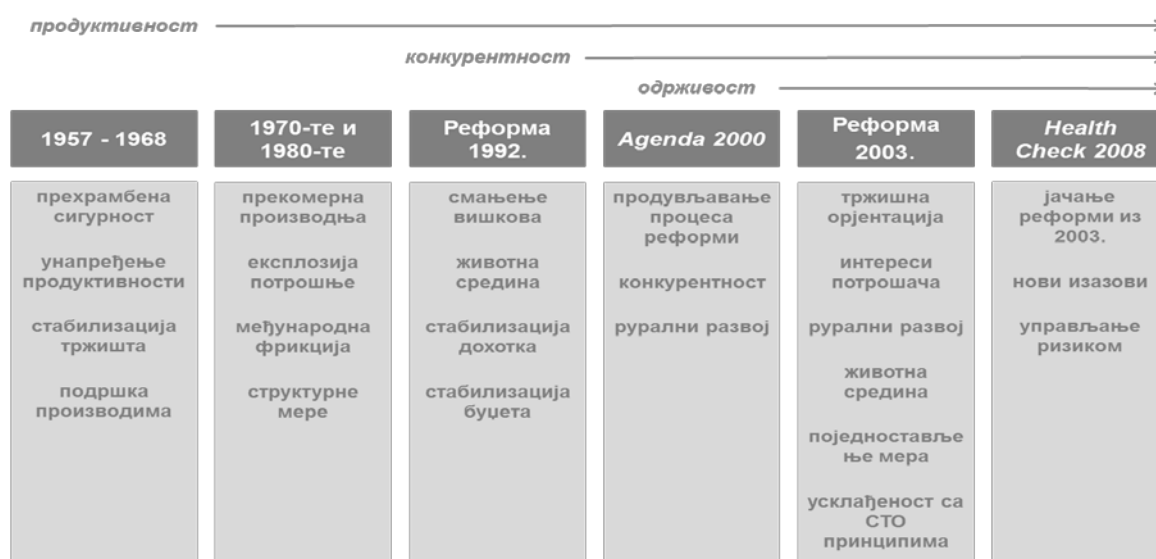 продуктивност
конкурентност
одрживост
1957 - 1968
прехрамбена
сигурност
унапређење
продуктивности
стабилизација
тржишта
подршка
производима
1970-те и
1980-те
прекомерна
производња
експлозија
потрошње
међународна
фрикција
структурне
мере
Реформа
1992.
смањење
вишкова
животна
средина
стабилизација
дохотка
стабилизација
буџета
Agenda 2000
продувљавање
процеса
реформи
конкурентност
рурални развој
Реформа
2003.
тржишна
орјентација
интереси
потрошача
рурални развој
животна
средина
поједностављe
ње мера
усклађеност са
СТО
принципима
Health
Check 2008
јачање
реформи из
2003.
нови изазови
управљање
ризиком